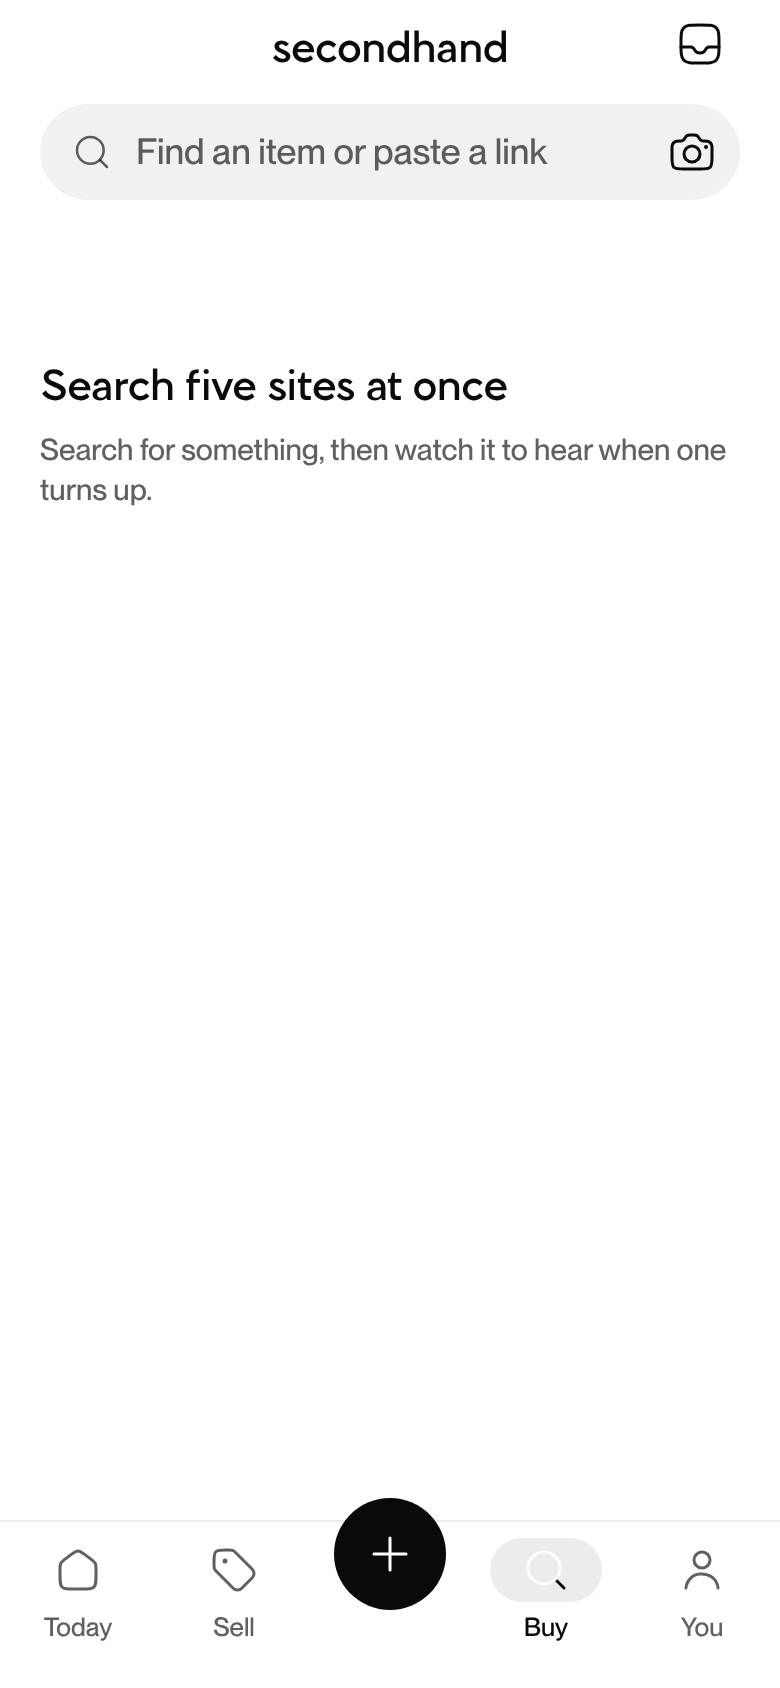 secondhand
Find an item or paste a link
Search five sites at once
Search for something, then watch it to hear when one
turns up.
Today
Sell
Buy
You